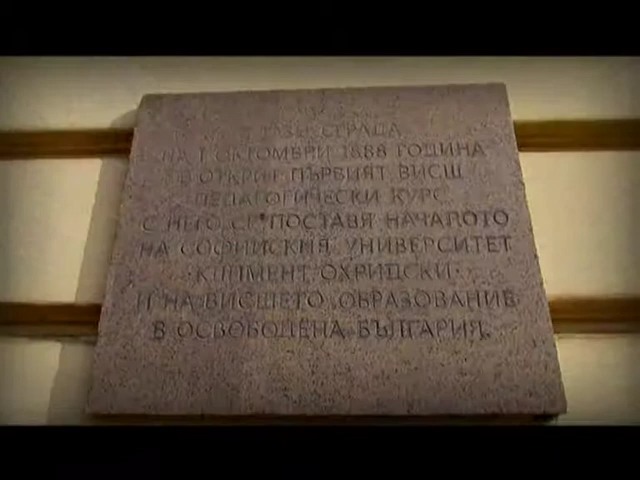 В ТАЗИ СГРАДА
НА 1 ОКТОМВРИ 1888 ГОДИНА
Е ОТКРИТ ПЪРВИЯТ ВИСШ
ПЕДАГОГИЧЕСКИ КУРС
С НЕГО СЕ ПОСТАВЯ НАЧАЛОТО
НА СОФИЙСКИЯ УНИВЕРСИТЕТ
"КЛИМЕНТ ОХРИДСКИ"
И НА ВИСШЕТО ОБРАЗОВАНИЕ
В ОСВОБОДЕНА БЪЛГАРИЯ